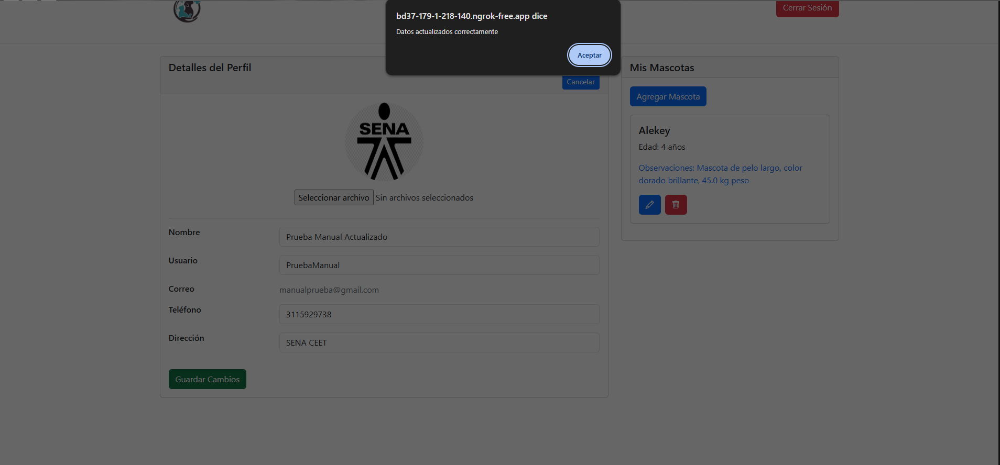 Cerrar Sesión
bd37-179-1-218-140.ngrok-free.app dice
Datos actualizados correctamente
Aceptar
Detalles del Perfil
Cancelar
SENA
Seleccionar archivo Sin archivos seleccionados
Nombre
Prueba Manual Actualizado
Usuario
PruebaManual
Correo
manualprueba@gmail.com
Teléfono
3115929738
Dirección
SENA CEET
Guardar Cambios
Mis Mascotas
Agregar Mascota
Alekey
Edad: 4 años
Observaciones: Mascota de pelo largo, color
dorado brillante, 45.0 kg peso